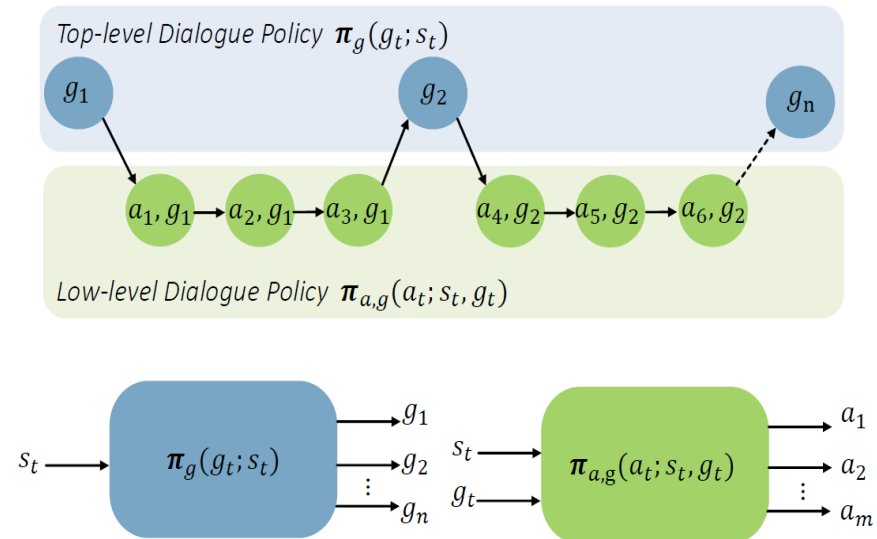 Top-level Dialogue Policy π_g(g_t; s_t)
g_1
g_2
g_n
a_1, g_1
a_2, g_1
a_3, g_1
a_4, g_2
a_5, g_2
a_6, g_2
Low-level Dialogue Policy π_{a,g}(a_t; s_t, g_t)
s_t
π_g(g_t; s_t)
g_1
g_2
⋮
g_n
s_t
g_t
π_{a,g}(a_t; s_t, g_t)
a_1
a_2
⋮
a_m